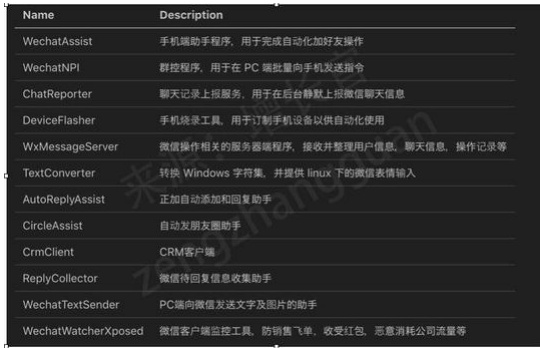 Name Description
WechatAssist 手机端助手程序，用于完成自动化加好友操作
WechatNPI 群控程序，用于在 PC 端批量向手机发送指令
ChatReporter 聊天记录上报服务，用于在后台静默上报微信聊天信息
DeviceFlasher 手机烧录工具，用于订制手机设备以供自动化使用
WxMessageServer 微信操作相关的服务器端程序，接收并整理用户信息，聊天信息，操作记录等
TextConverter 转换 Windows 字符集，并提供 linux 下的微信表情输入
AutoReplyAssist 正加自动添加和回复助手
CircleAssist 自动发朋友圈助手
CrmClient CRM客户端
ReplyCollector 微信待回复信息收集助手
WechatTextSender PC端向微信发送文字及图片的助手
WechatWatcherXposed 微信客户端监控工具，防销售飞单，收受红包，恶意消耗公司流量等
来源：增长官
zengzhangguan